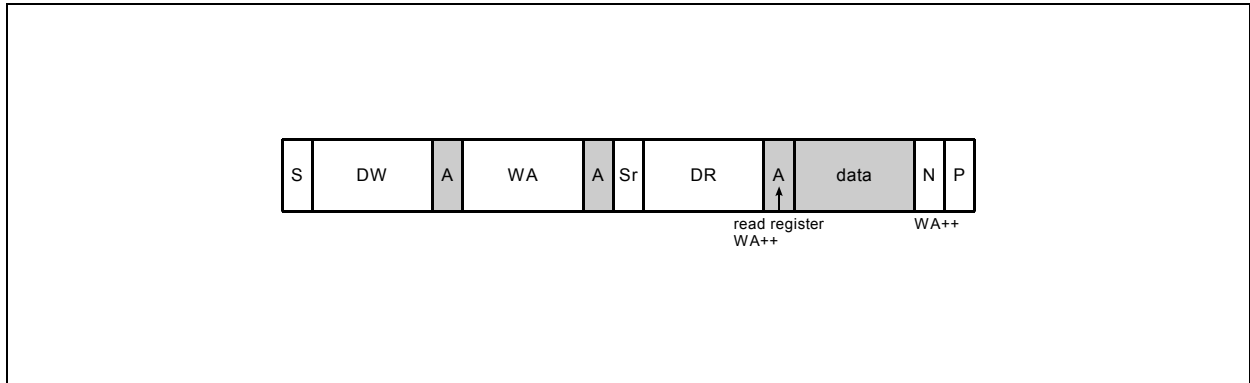 S DW A WA A Sr DR A data N P
read register WA++
WA++